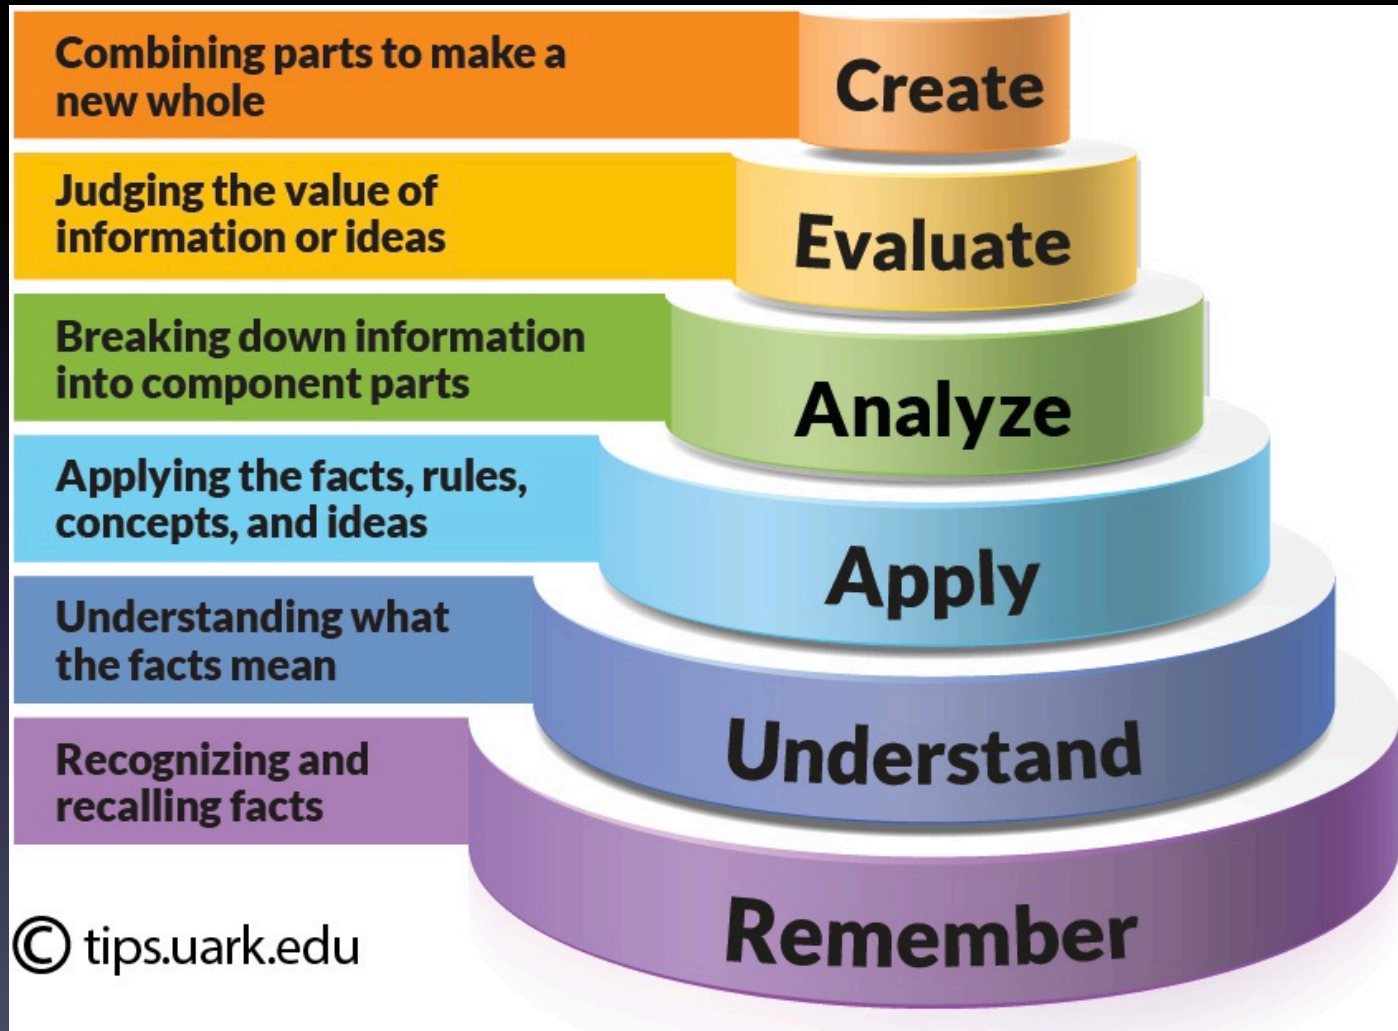 Combining parts to make a
new whole
Create
Judging the value of
information or ideas
Evaluate
Breaking down information
into component parts
Analyze
Applying the facts, rules,
concepts, and ideas
Apply
Understanding what
the facts mean
Understand
Recognizing and
recalling facts
Remember
© tips.uark.edu